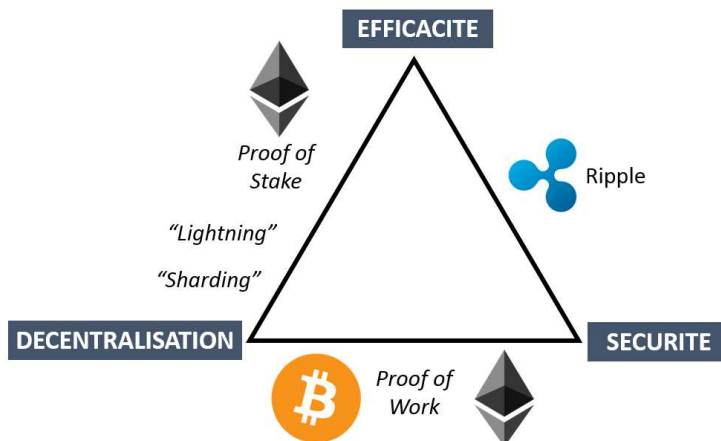 EFFICACITE
Proof of
Stake
Ripple
“Lightning”
“Sharding”
DECENTRALISATION
SECURITE
Proof of
Work